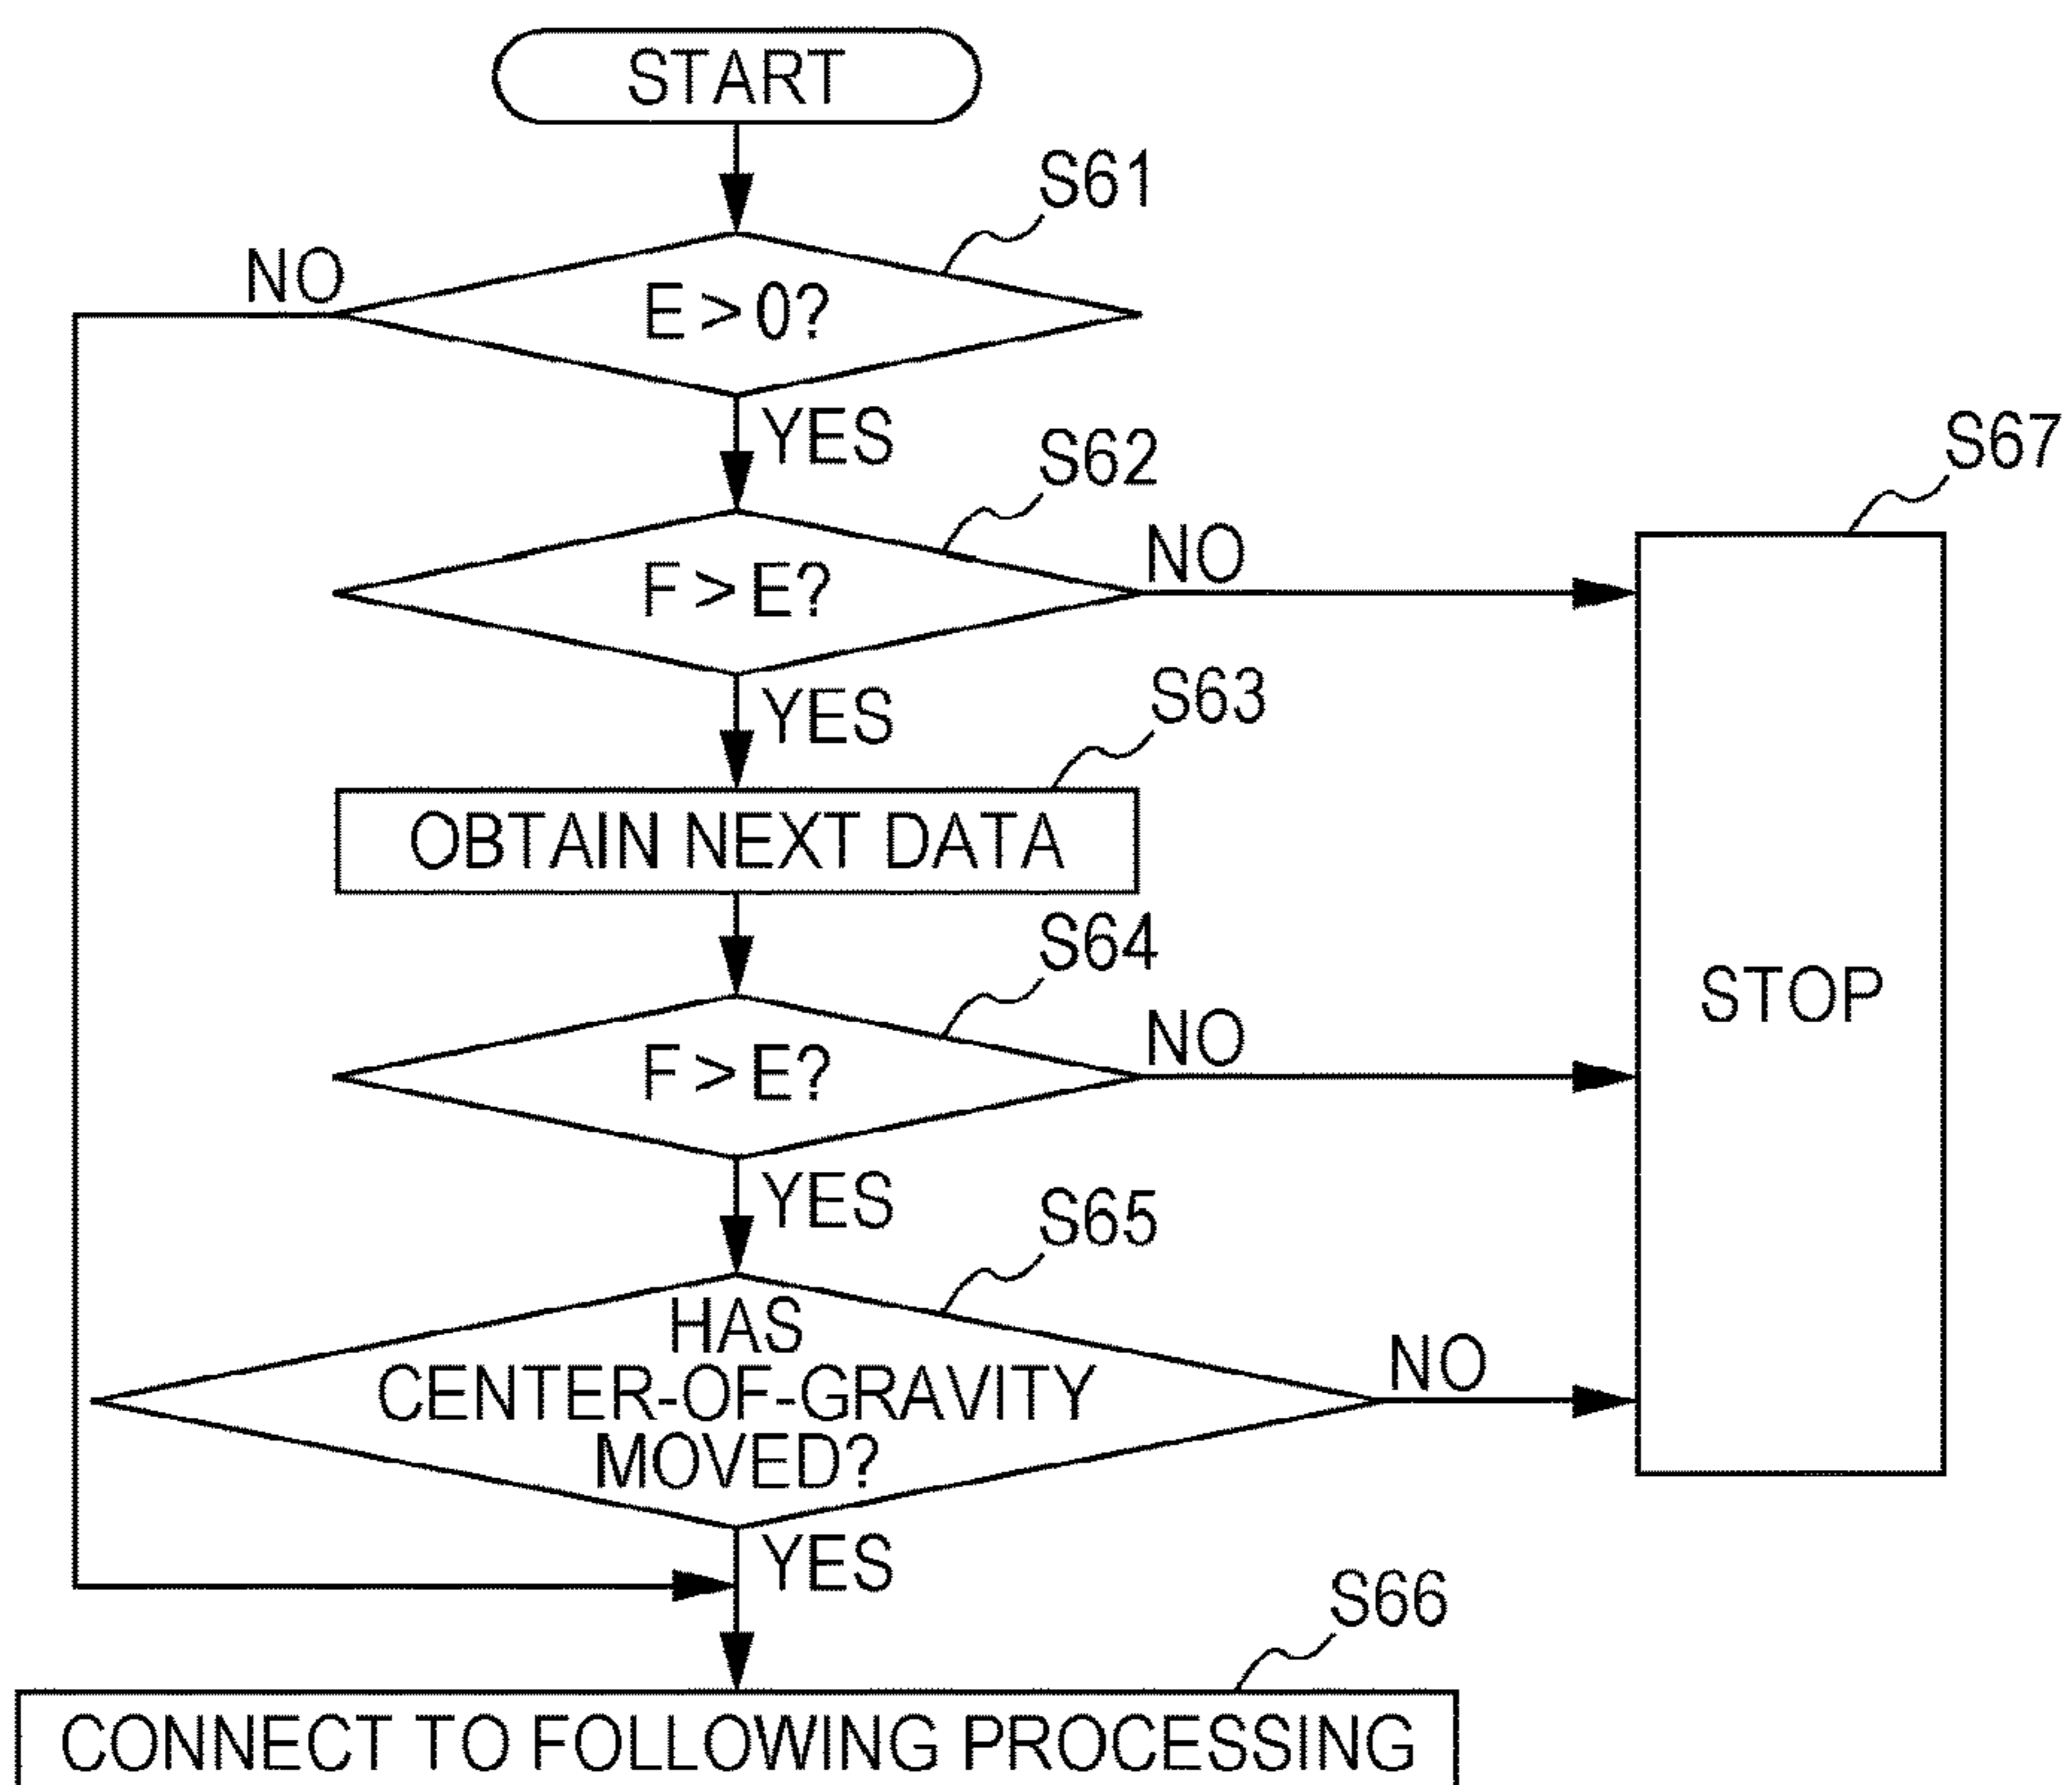 START
S61
NO
E > 0?
YES
S62
S67
NO
F > E?
YES
S63
OBTAIN NEXT DATA
S64
NO
F > E?
STOP
YES
S65
HAS
CENTER-OF-GRAVITY
MOVED?
NO
YES
S66
CONNECT TO FOLLOWING PROCESSING